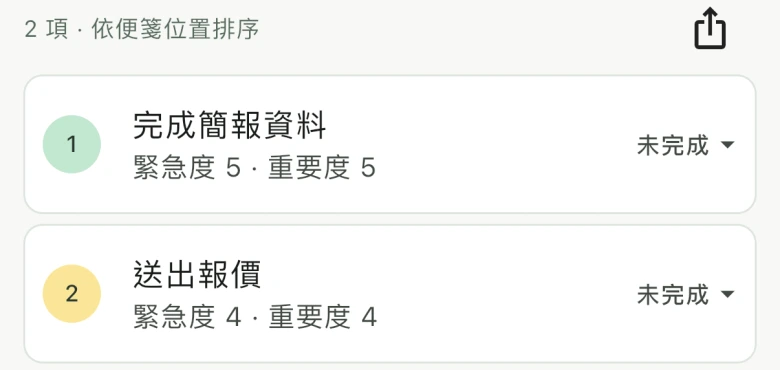 2 項 · 依便箋位置排序
1
完成簡報資料
緊急度 5 · 重要度 5
未完成
2
送出報價
緊急度 4 · 重要度 4
未完成